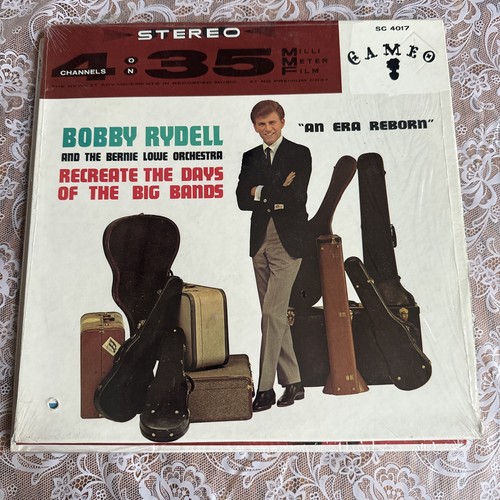 STEREO
SC 4017
4:35
CHANNELS
ON
MILLI
METER
FILM
CAMEO
BOBBY RYDELL
AND THE BERNIE LOWE ORCHESTRA
RECREATE THE DAYS
OF THE BIG BANDS
"AN ERA REBORN"